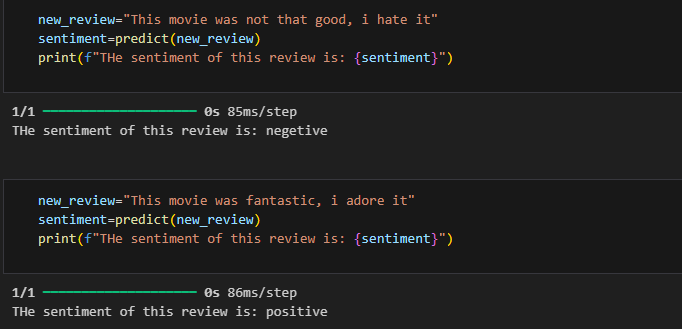 new_review="This movie was not that good, i hate it"
sentiment=predict(new_review)
print(f"THe sentiment of this review is: {sentiment}")
1/1 ━━━━━━━━━━━━━━━━━━━━ 0s 85ms/step
THe sentiment of this review is: negetive
new_review="This movie was fantastic, i adore it"
sentiment=predict(new_review)
print(f"THe sentiment of this review is: {sentiment}")
1/1 ━━━━━━━━━━━━━━━━━━━━ 0s 86ms/step
THe sentiment of this review is: positive